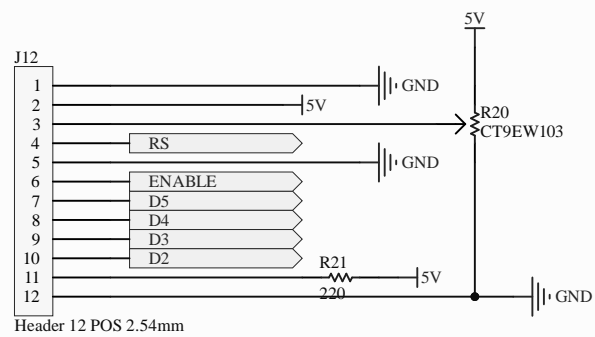 5V
J12
1 GND
2 5V
3 R20
CT9EW103
4 RS
5 GND
6 ENABLE
7 D5
8 D4
9 D3
10 D2
R21
11 5V
220
12 GND
Header 12 POS 2.54mm